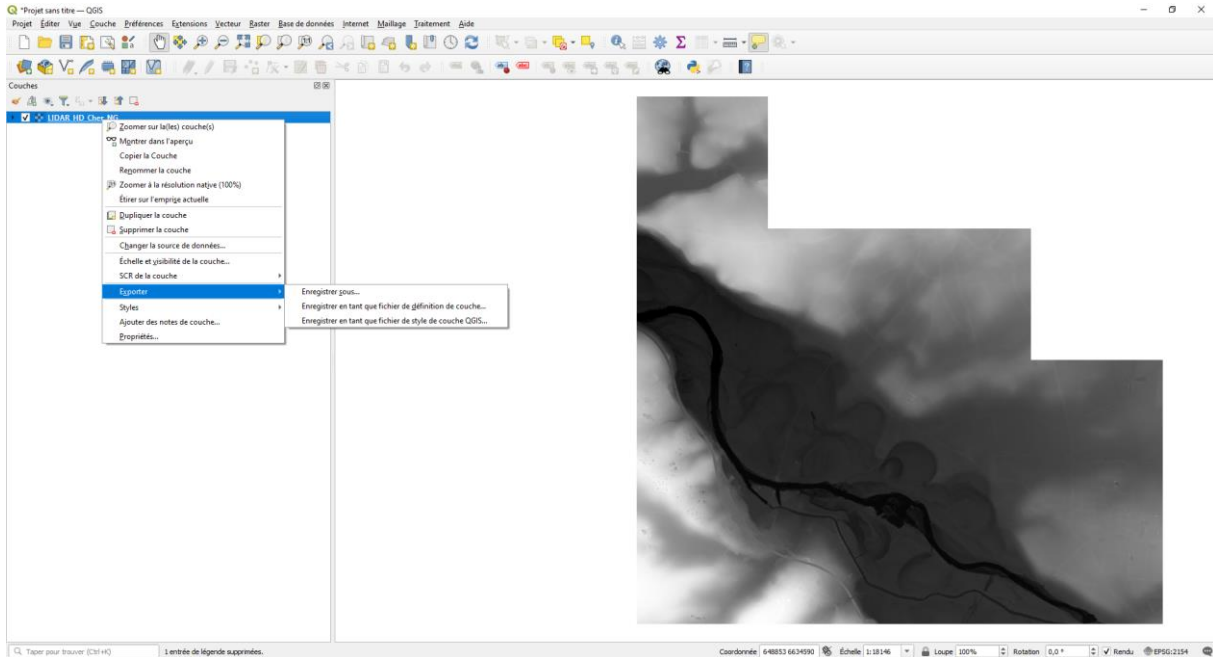 *Projet sans titre — QGIS
Projet Éditer Vue Couche Préférences Extensions Vecteur Raster Base de données Internet Maillage Traitement Aide
Couches
LIDAR_HD_Cher_NG
Zoomer sur la(les) couche(s)
Montrer dans l'aperçu
Copier la Couche
Renommer la couche
Zoomer à la résolution native (100%)
Étirer sur l'emprise actuelle
Dupliquer la couche
Supprimer la couche
Changer la source de données...
Échelle et visibilité de la couche...
SCR de la couche
Exporter
Enregistrer sous...
Enregistrer en tant que fichier de définition de couche...
Styles
Enregistrer en tant que fichier de style de couche QGIS...
Ajouter des notes de couche...
Propriétés...
Taper pour trouver (Ctrl+K) 1 entrée de légende supprimées. Coordonnée 648853 6634590 Échelle 1:18146 Loupe 100% Rotation 0,0 ° Rendu EPSG:2154